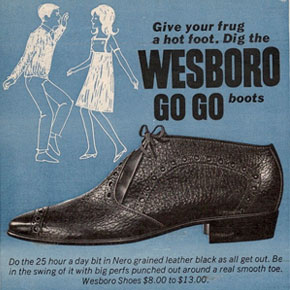 Give your frug
a hot foot. Dig the
WESBORO
GO GO boots
Do the 25 hour a day bit in Nero grained leather black as all get out. Be
in the swing of it with big perfs punched out around a real smooth toe.
Wesboro Shoes $8.00 to $13.00.